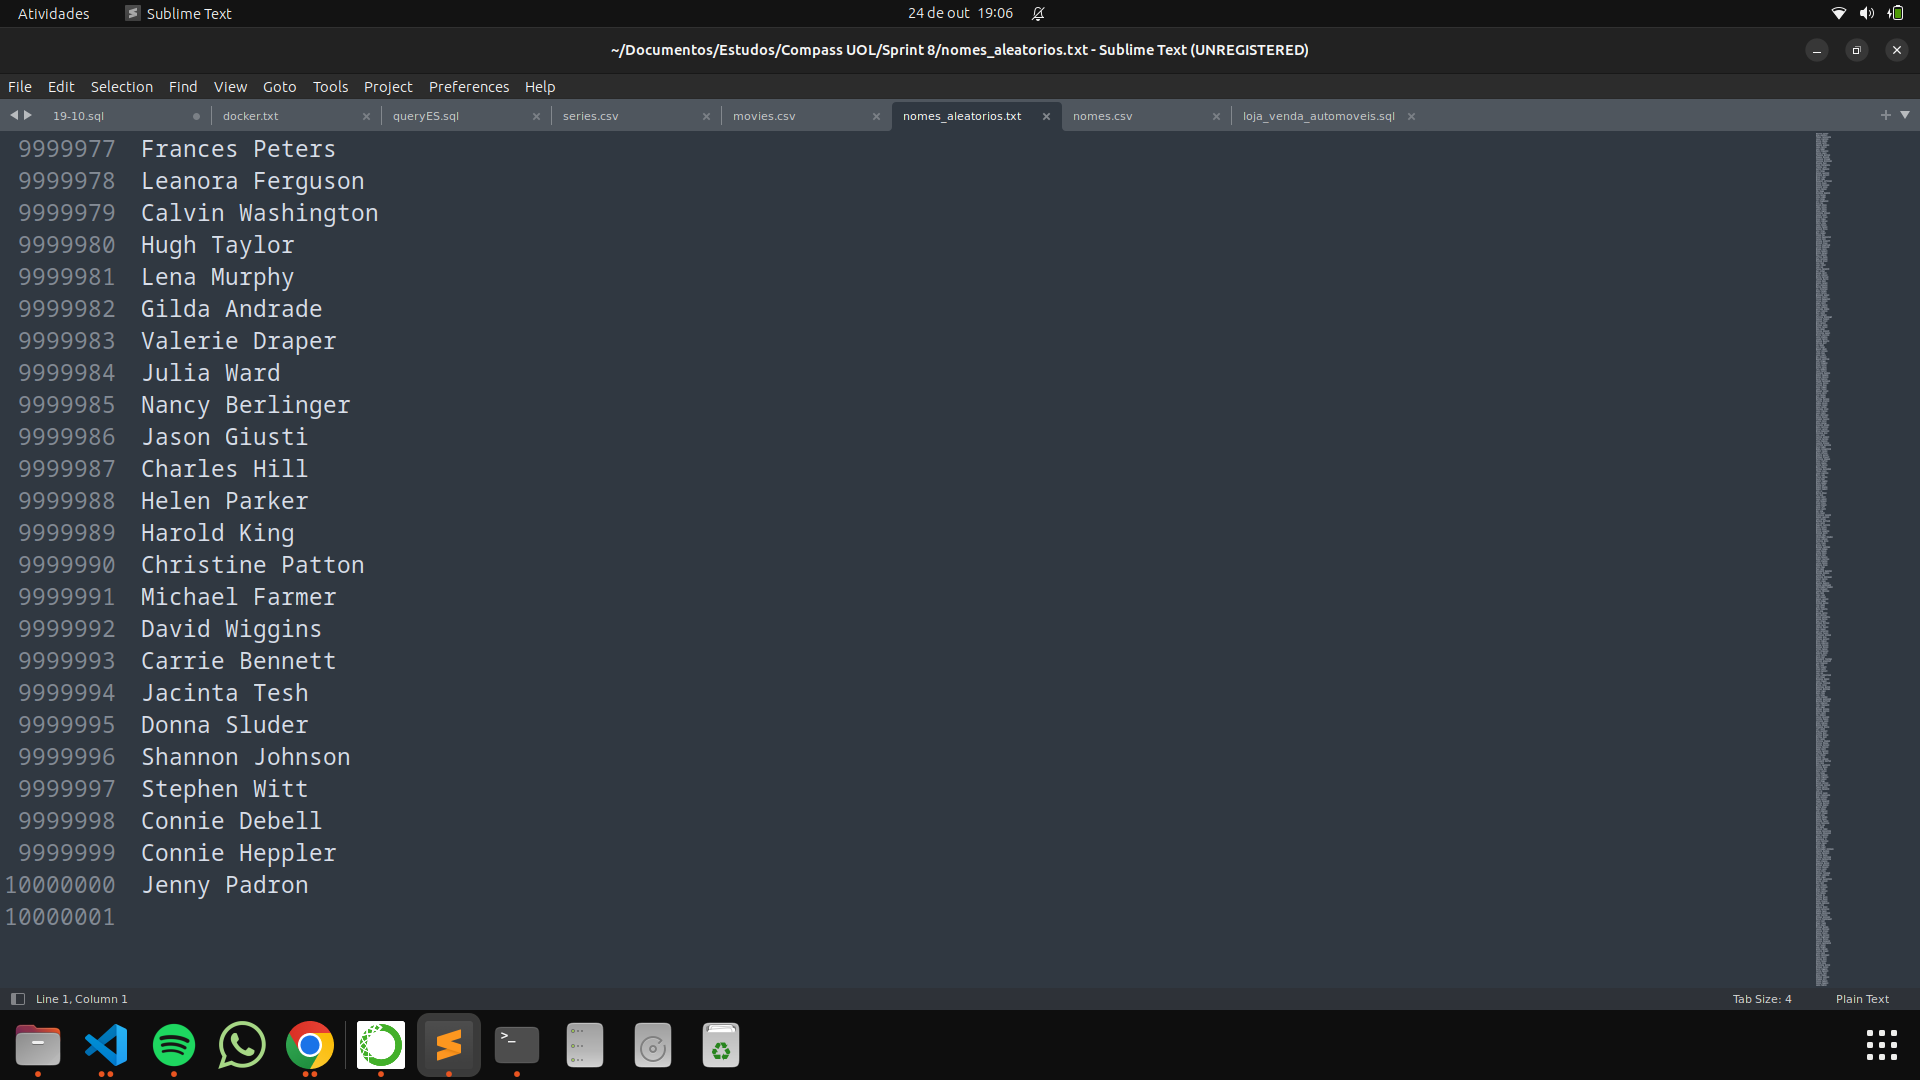 Atividades Sublime Text 24 de out 19:06
~/Documentos/Estudos/Compass UOL/Sprint 8/nomes_aleatorios.txt - Sublime Text (UNREGISTERED)
File Edit Selection Find View Goto Tools Project Preferences Help
19-10.sql docker.txt queryES.sql series.csv movies.csv nomes_aleatorios.txt nomes.csv loja_venda_automoveis.sql
9999977 Frances Peters
9999978 Leanora Ferguson
9999979 Calvin Washington
9999980 Hugh Taylor
9999981 Lena Murphy
9999982 Gilda Andrade
9999983 Valerie Draper
9999984 Julia Ward
9999985 Nancy Berlinger
9999986 Jason Giusti
9999987 Charles Hill
9999988 Helen Parker
9999989 Harold King
9999990 Christine Patton
9999991 Michael Farmer
9999992 David Wiggins
9999993 Carrie Bennett
9999994 Jacinta Tesh
9999995 Donna Sluder
9999996 Shannon Johnson
9999997 Stephen Witt
9999998 Connie Debell
9999999 Connie Heppler
10000000 Jenny Padron
10000001
Line 1, Column 1 Tab Size: 4 Plain Text